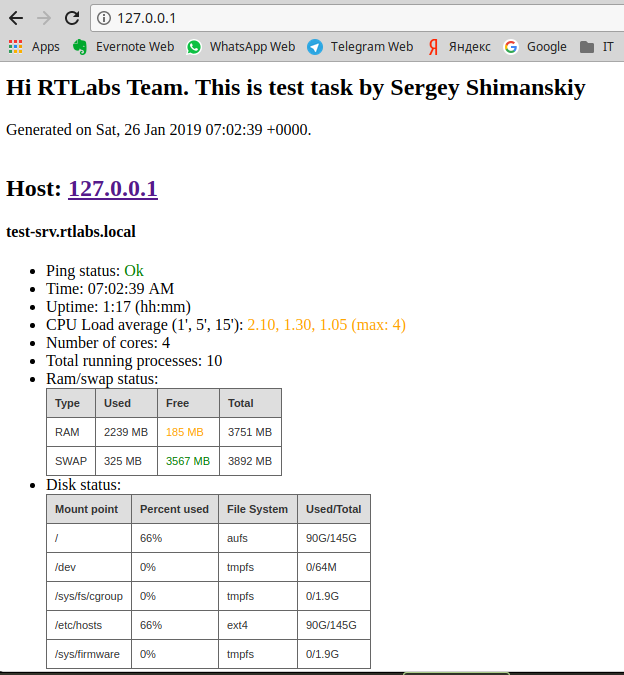 127.0.0.1
Apps Evernote Web WhatsApp Web Telegram Web Яндекс Google IT
Hi RTLabs Team. This is test task by Sergey Shimanskiy
Generated on Sat, 26 Jan 2019 07:02:39 +0000.
Host: 127.0.0.1
test-srv.rtlabs.local
Ping status: Ok
Time: 07:02:39 AM
Uptime: 1:17 (hh:mm)
CPU Load average (1', 5', 15'): 2.10, 1.30, 1.05 (max: 4)
Number of cores: 4
Total running processes: 10
Ram/swap status:
Type Used Free Total
RAM 2239 MB 185 MB 3751 MB
SWAP 325 MB 3567 MB 3892 MB
Disk status:
Mount point Percent used File System Used/Total
/ 66% aufs 90G/145G
/dev 0% tmpfs 0/64M
/sys/fs/cgroup 0% tmpfs 0/1.9G
/etc/hosts 66% ext4 90G/145G
/sys/firmware 0% tmpfs 0/1.9G